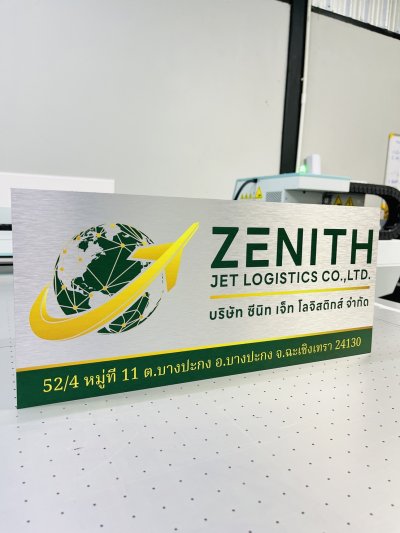 ZENITH
JET LOGISTICS CO.,LTD.
บริษัท ซีนิท เจ็ท โลจิสติกส์ จำกัด
52/4 หมู่ที่ 11 ต.บางปะกง อ.บางปะกง จ.ฉะเชิงเทรา 24130